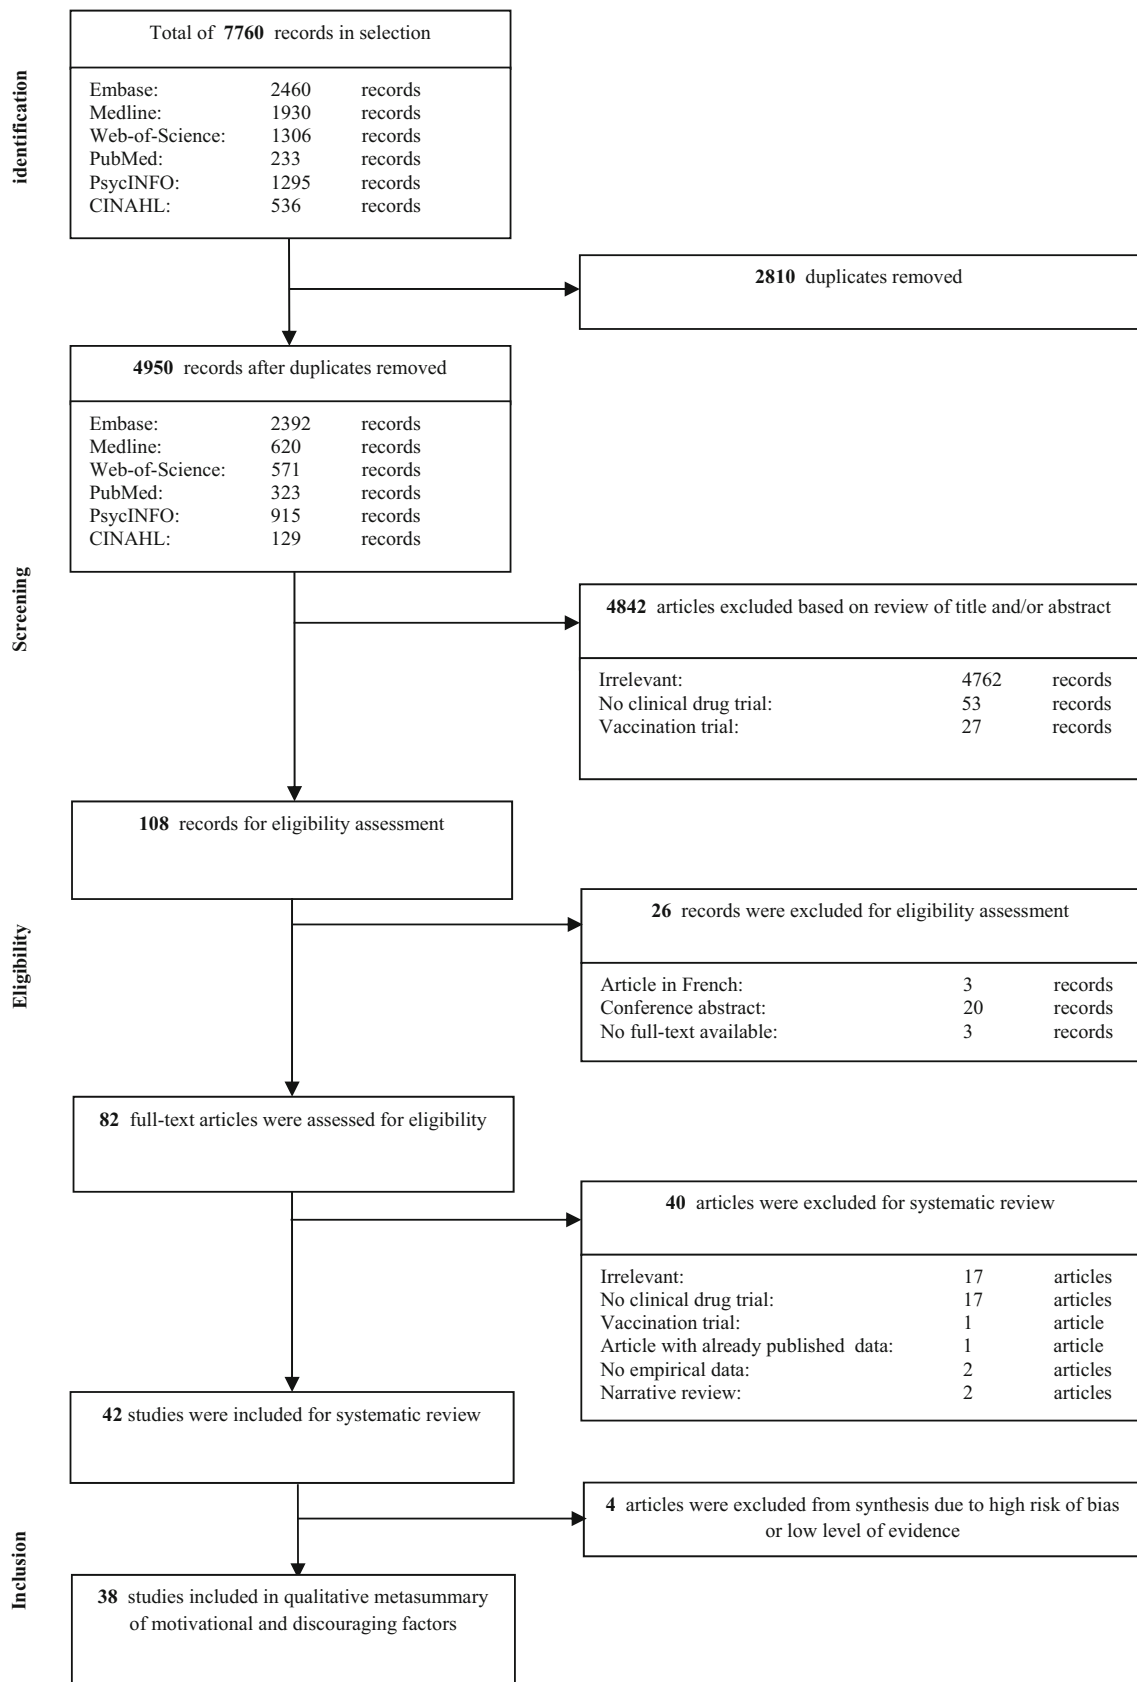 identification
Total of 7760 records in selection
Embase: 2460 records
Medline: 1930 records
Web-of-Science: 1306 records
PubMed: 233 records
PsycINFO: 1295 records
CINAHL: 536 records
2810 duplicates removed
4950 records after duplicates removed
Embase: 2392 records
Medline: 620 records
Web-of-Science: 571 records
PubMed: 323 records
PsycINFO: 915 records
CINAHL: 129 records
Screening
4842 articles excluded based on review of title and/or abstract
Irrelevant: 4762 records
No clinical drug trial: 53 records
Vaccination trial: 27 records
108 records for eligibility assessment
Eligibility
26 records were excluded for eligibility assessment
Article in French: 3 records
Conference abstract: 20 records
No full-text available: 3 records
82 full-text articles were assessed for eligibility
40 articles were excluded for systematic review
Irrelevant: 17 articles
No clinical drug trial: 17 articles
Vaccination trial: 1 article
Article with already published data: 1 article
No empirical data: 2 articles
Narrative review: 2 articles
42 studies were included for systematic review
4 articles were excluded from synthesis due to high risk of bias
or low level of evidence
Inclusion
38 studies included in qualitative metasummary
of motivational and discouraging factors